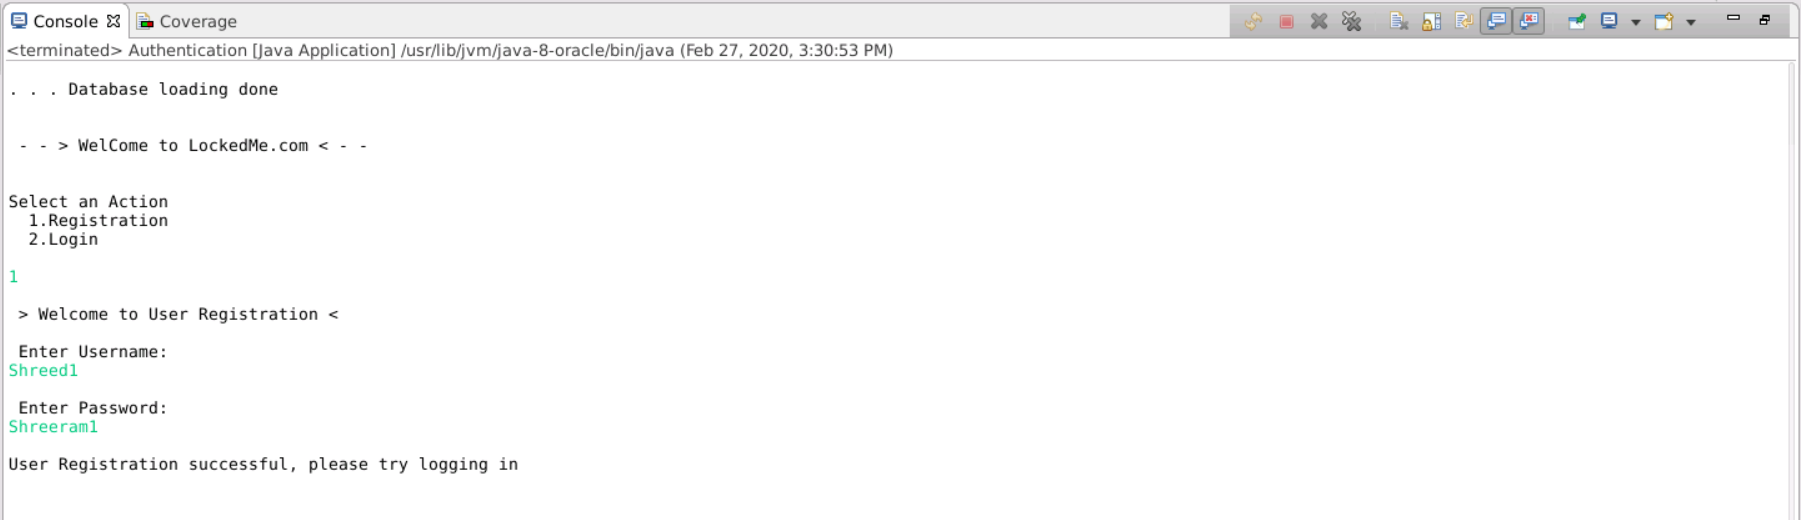 Console Coverage
<terminated> Authentication [Java Application] /usr/lib/jvm/java-8-oracle/bin/java (Feb 27, 2020, 3:30:53 PM)
. . . Database loading done
- - > WelCome to LockedMe.com < - -
Select an Action
1.Registration
2.Login
1
> Welcome to User Registration <
Enter Username:
Shreed1
Enter Password:
Shreeram1
User Registration successful, please try logging in